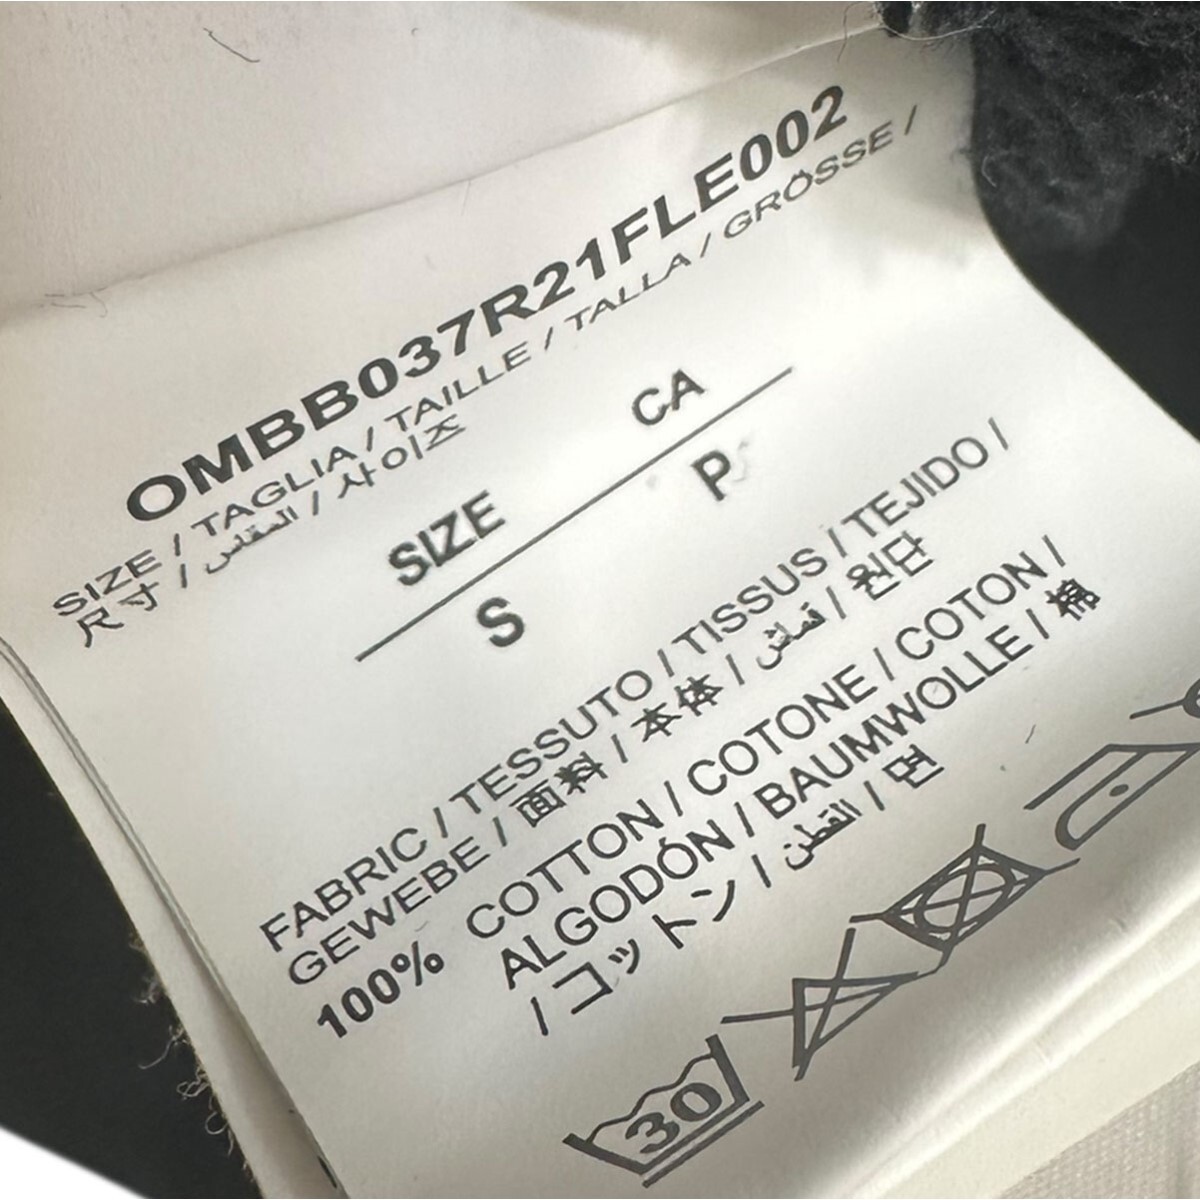 OMBB037R21FLE002
SIZE / TAGLIA / TAILLE / TALLA / GRÖSSE /
尺寸 / المقاس / 사이즈
SIZE CA
S P
FABRIC / TESSUTO / TISSUS / TEJIDO /
GEWEBE / 面料 / 本体 / قماش / 원단
100% COTTON / COTONE / COTON /
ALGODÓN / BAUMWOLLE / 棉
/ コットン / القطن / 면
30